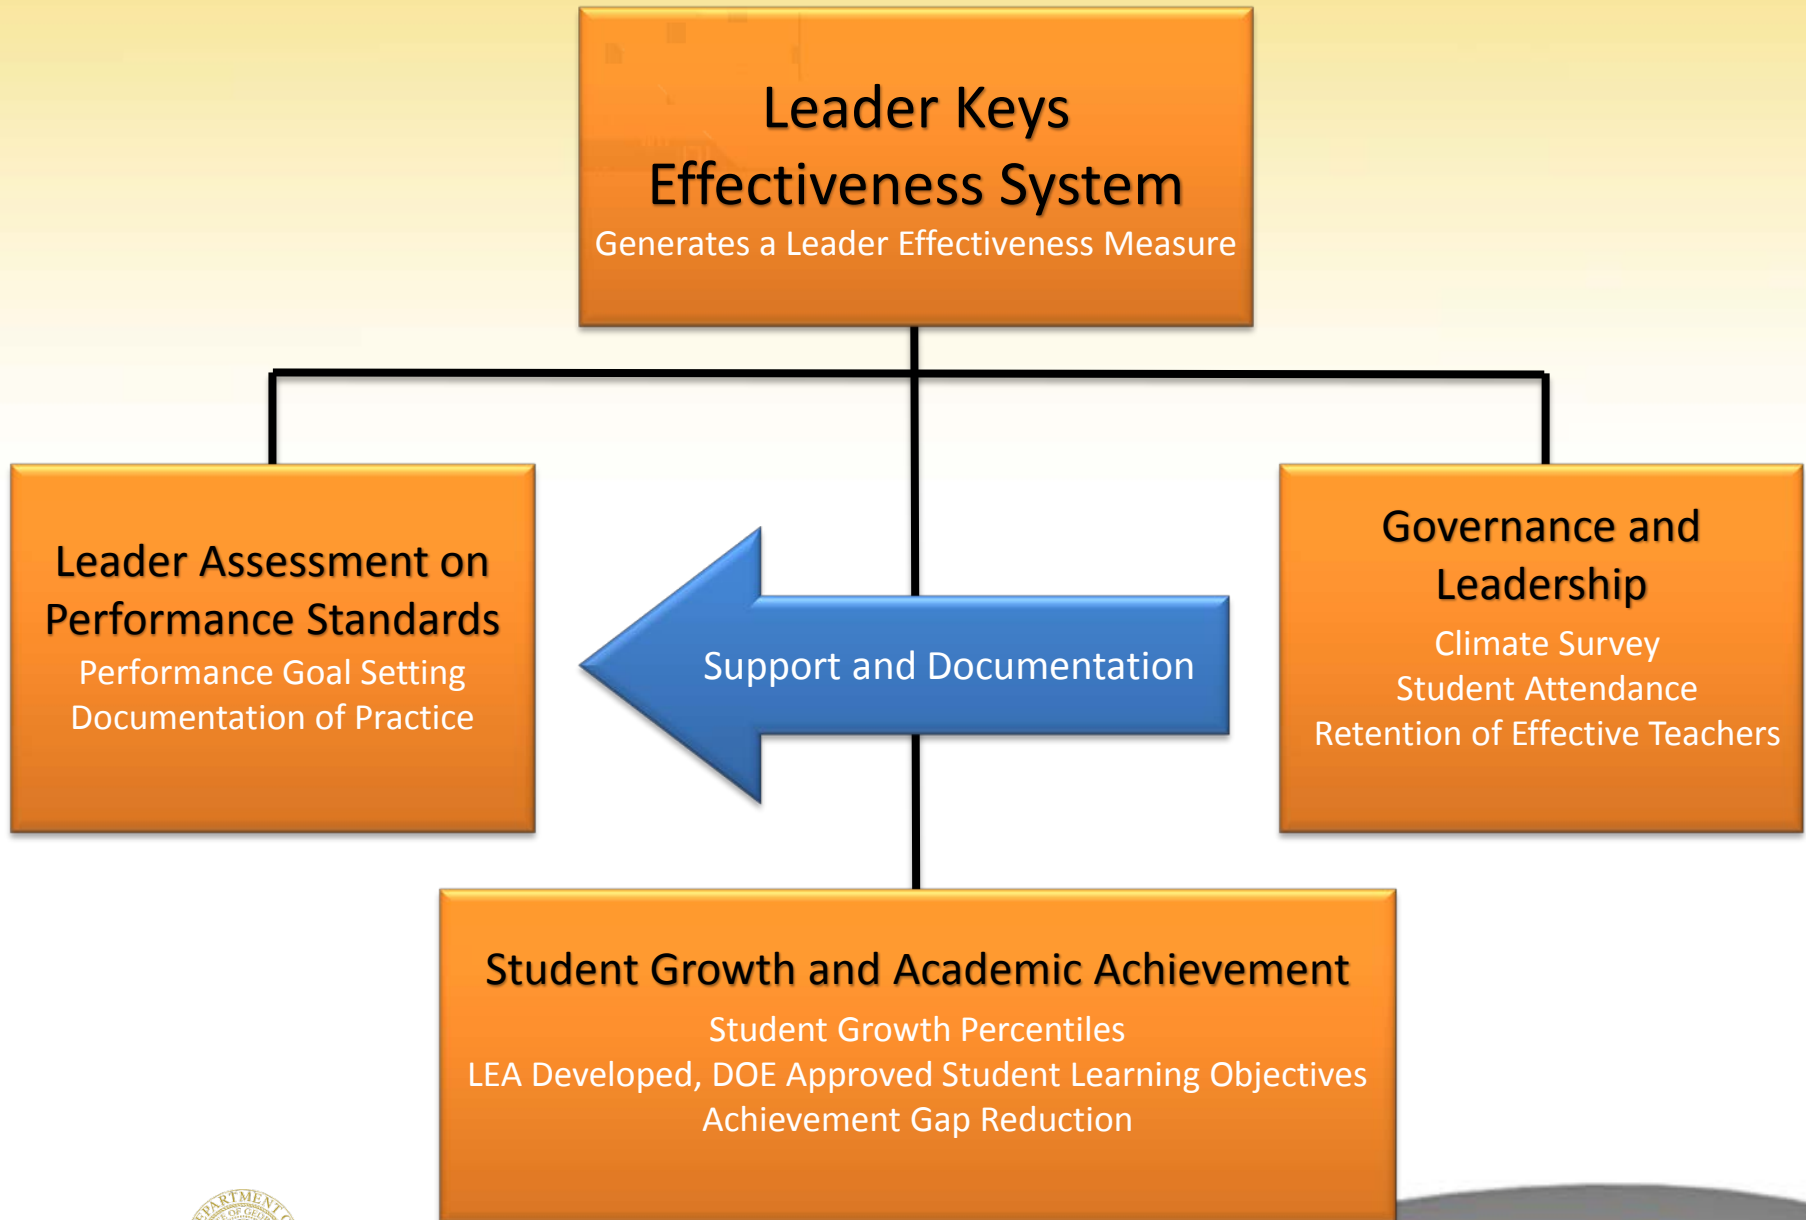 Leader Keys
Effectiveness System
Generates a Leader Effectiveness Measure
Leader Assessment on
Performance Standards
Performance Goal Setting
Documentation of Practice
Support and Documentation
Governance and
Leadership
Climate Survey
Student Attendance
Retention of Effective Teachers
Student Growth and Academic Achievement
Student Growth Percentiles
LEA Developed, DOE Approved Student Learning Objectives
Achievement Gap Reduction